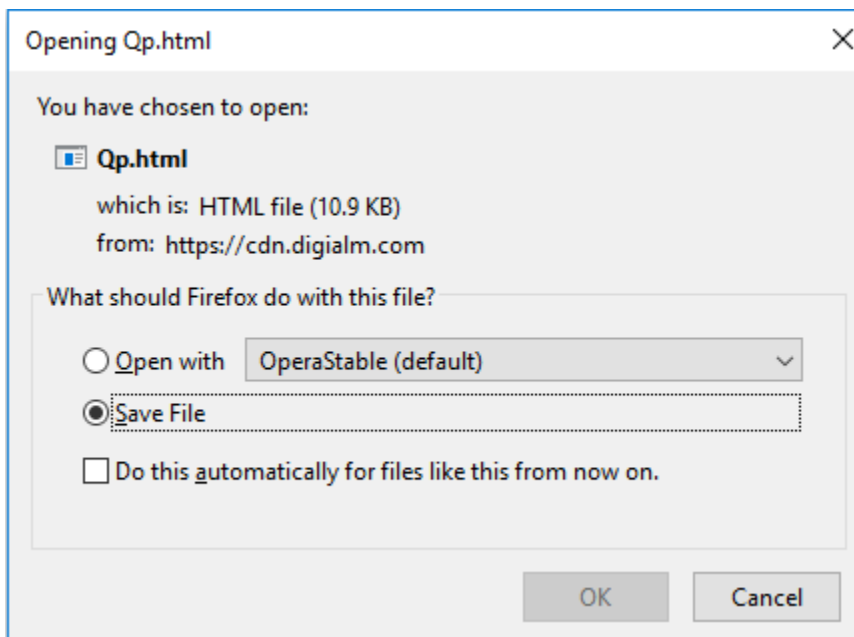 Opening Qp.html
You have chosen to open:
Qp.html
which is: HTML file (10.9 KB)
from: https://cdn.digialm.com
What should Firefox do with this file?
Open with OperaStable (default)
Save File
Do this automatically for files like this from now on.
OK Cancel